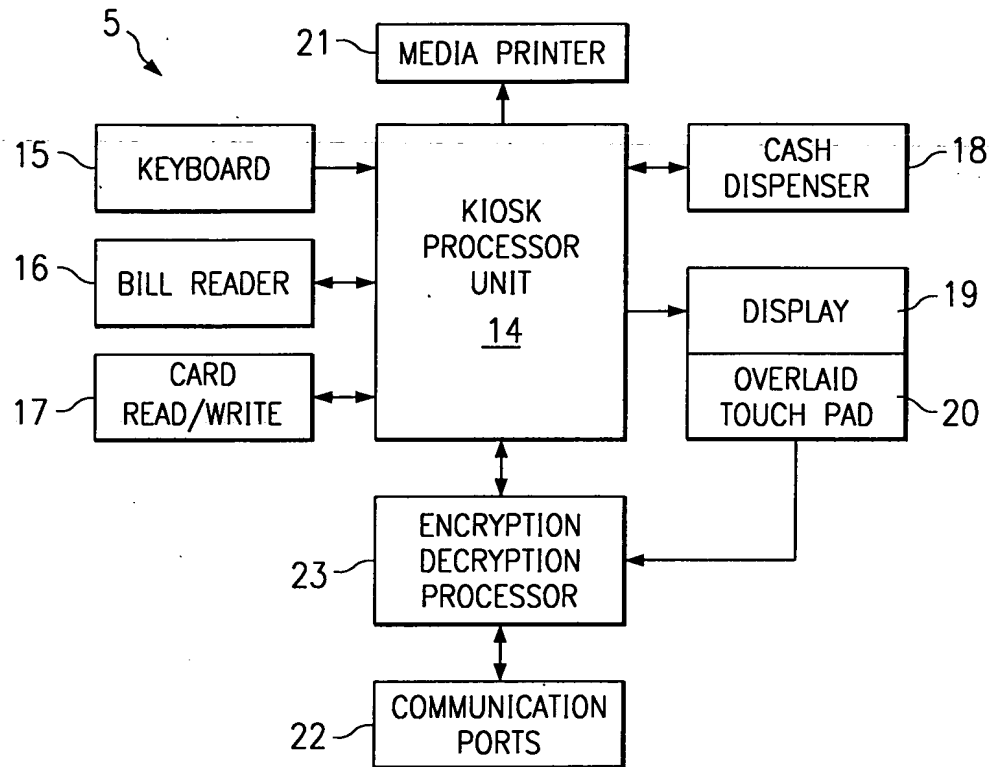 5
21
MEDIA PRINTER
15
KEYBOARD
KIOSK
PROCESSOR
UNIT
14
CASH
DISPENSER
18
16
BILL READER
DISPLAY
19
17
CARD
READ/WRITE
OVERLAID
TOUCH PAD
20
23
ENCRYPTION
DECRYPTION
PROCESSOR
22
COMMUNICATION
PORTS